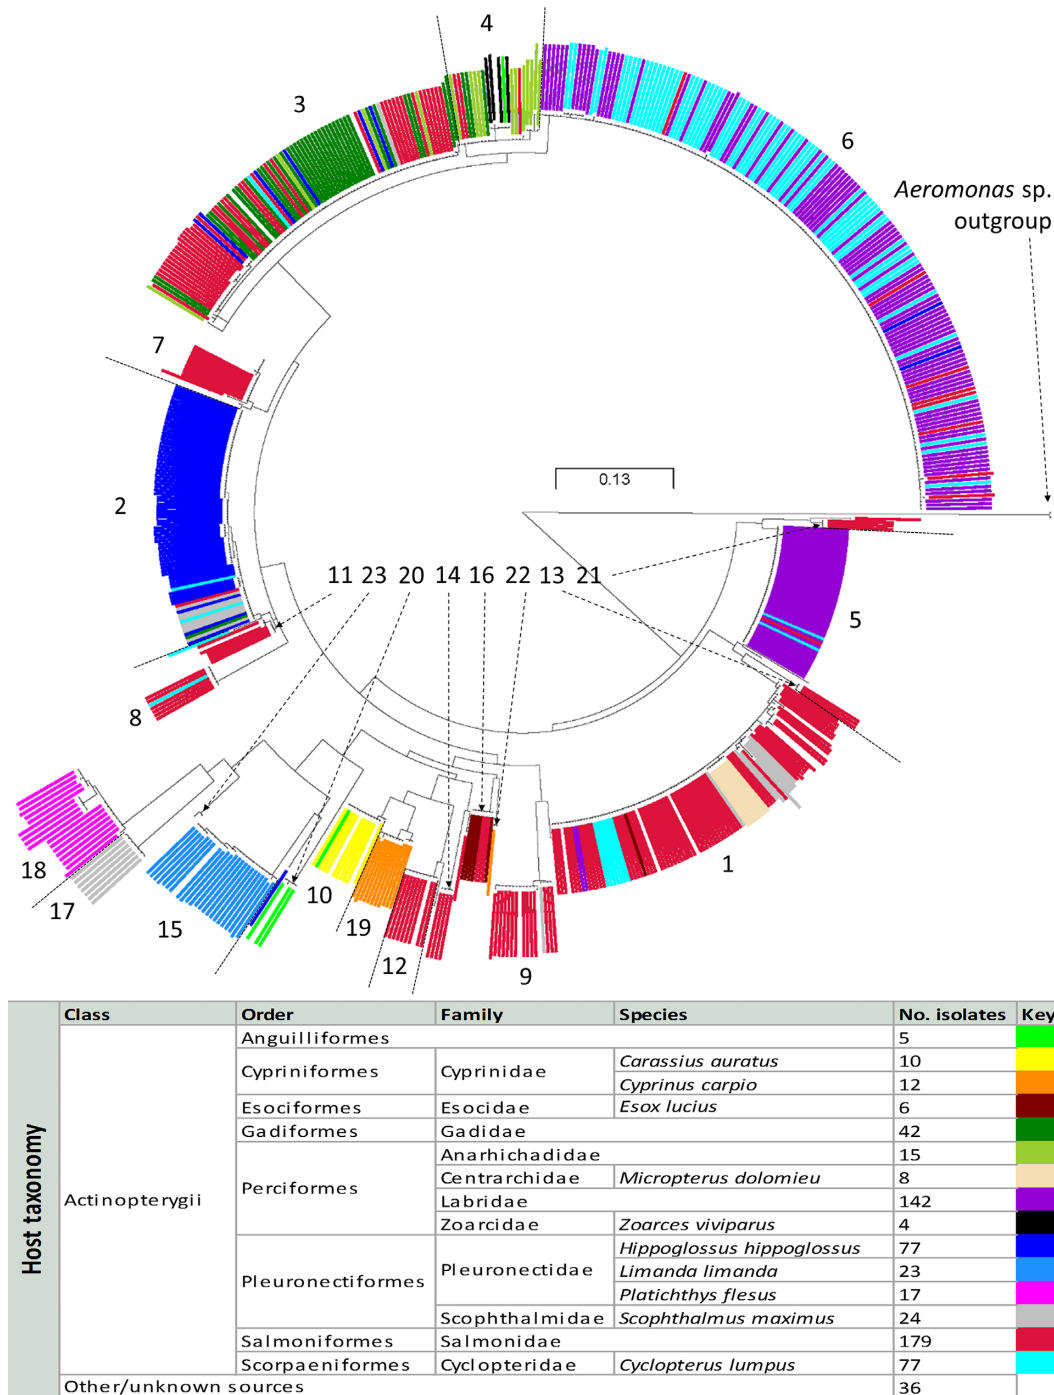 4
3
6
Aeromonas sp.
outgroup
7
0.13
2
11 23 20 14 16 22 13 21
5
8
1
18
10
17
15
19
12
9
Class Order Family Species No. isolates Key
Host taxonomy
Actinopterygii
Anguilliformes 5
Cypriniformes Cyprinidae Carassius auratus 10
Cyprinus carpio 12
Esociformes Esocidae Esox lucius 6
Gadiformes Gadidae 42
Perciformes Anarhichadidae 15
Centrarchidae Micropterus dolomieu 8
Labridae 142
Zoarcidae Zoarces viviparus 4
Pleuronectiformes Pleuronectidae Hippoglossus hippoglossus 77
Limanda limanda 23
Platichthys flesus 17
Scophthalmidae Scophthalmus maximus 24
Salmoniformes Salmonidae 179
Scorpaeniformes Cyclopteridae Cyclopterus lumpus 77
Other/unknown sources 36